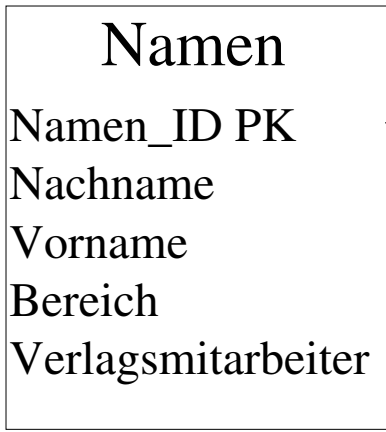 Namen
Namen_ID PK
Nachname
Vorname
Bereich
Verlagsmitarbeiter